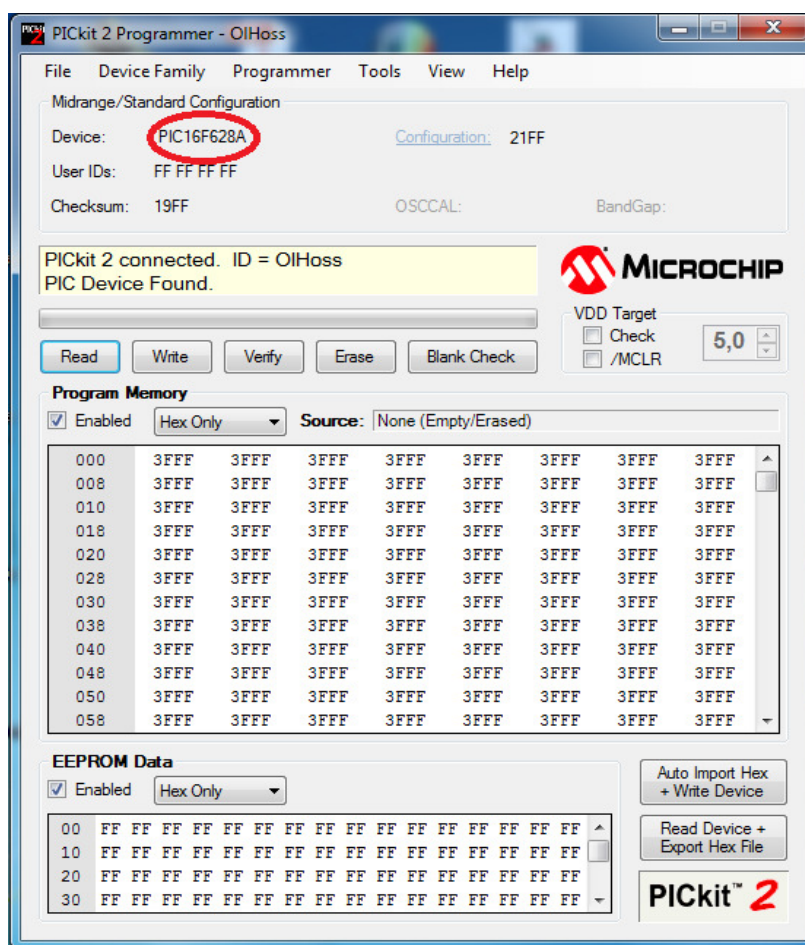 PICkit 2 Programmer - OlHoss
File Device Family Programmer Tools View Help
Midrange/Standard Configuration
Device: PIC16F628A Configuration: 21FF
User IDs: FF FF FF FF
Checksum: 19FF OSCCAL: BandGap:
PICkit 2 connected. ID = OlHoss
PIC Device Found.
MICROCHIP
VDD Target
Check
/MCLR
5,0
Read Write Verify Erase Blank Check
Program Memory
Enabled Hex Only Source: None (Empty/Erased)
000 3FFF 3FFF 3FFF 3FFF 3FFF 3FFF 3FFF 3FFF
008 3FFF 3FFF 3FFF 3FFF 3FFF 3FFF 3FFF 3FFF
010 3FFF 3FFF 3FFF 3FFF 3FFF 3FFF 3FFF 3FFF
018 3FFF 3FFF 3FFF 3FFF 3FFF 3FFF 3FFF 3FFF
020 3FFF 3FFF 3FFF 3FFF 3FFF 3FFF 3FFF 3FFF
028 3FFF 3FFF 3FFF 3FFF 3FFF 3FFF 3FFF 3FFF
030 3FFF 3FFF 3FFF 3FFF 3FFF 3FFF 3FFF 3FFF
038 3FFF 3FFF 3FFF 3FFF 3FFF 3FFF 3FFF 3FFF
040 3FFF 3FFF 3FFF 3FFF 3FFF 3FFF 3FFF 3FFF
048 3FFF 3FFF 3FFF 3FFF 3FFF 3FFF 3FFF 3FFF
050 3FFF 3FFF 3FFF 3FFF 3FFF 3FFF 3FFF 3FFF
058 3FFF 3FFF 3FFF 3FFF 3FFF 3FFF 3FFF 3FFF
EEPROM Data
Enabled Hex Only
00 FF FF FF FF FF FF FF FF FF FF FF FF FF FF FF FF
10 FF FF FF FF FF FF FF FF FF FF FF FF FF FF FF FF
20 FF FF FF FF FF FF FF FF FF FF FF FF FF FF FF FF
30 FF FF FF FF FF FF FF FF FF FF FF FF FF FF FF FF
Auto Import Hex
+ Write Device
Read Device +
Export Hex File
PICkit™ 2